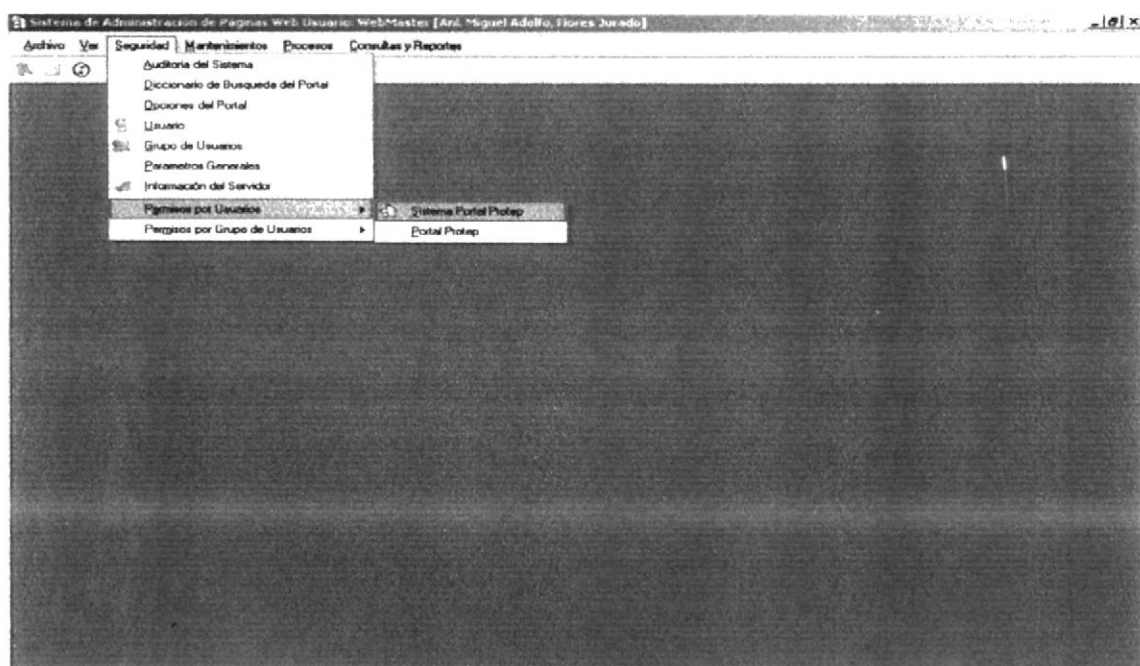 Sistema de Administración de Páginas Web Usuario: WebMaster [Anl. Miguel Adolfo, Flores Jurado]
Archivo Ver Seguridad Mantenimientos Procesos Consultas y Reportes
Auditoria del Sistema
Diccionario de Busqueda del Portal
Opciones del Portal
Usuario
Grupo de Usuarios
Parametros Generales
Información del Servidor
Permisos por Usuarios
Sistema Portal Protep
Permisos por Grupo de Usuarios
Portal Protep